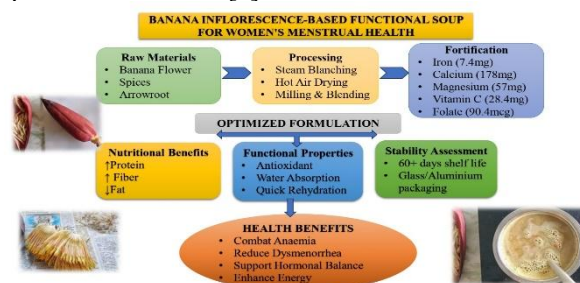 BANANA INFLORESCENCE-BASED FUNCTIONAL SOUP
FOR WOMEN'S MENSTRUAL HEALTH
Raw Materials
• Banana Flower
• Spices
• Arrowroot
Processing
• Steam Blanching
• Hot Air Drying
• Milling & Blending
Fortification
• Iron (7.4mg)
• Calcium (178mg)
• Magnesium (57mg)
• Vitamin C (28.4mg)
• Folate (90.4mcg)
OPTIMIZED FORMULATION
Nutritional Benefits
↑Protein
↑ Fiber
↓Fat
Functional Properties
• Antioxidant
• Water Absorption
• Quick Rehydration
Stability Assessment
• 60+ days shelf life
• Glass/Aluminium
packaging
HEALTH BENEFITS
• Combat Anaemia
• Reduce Dysmenorrhea
• Support Hormonal Balance
• Enhance Energy